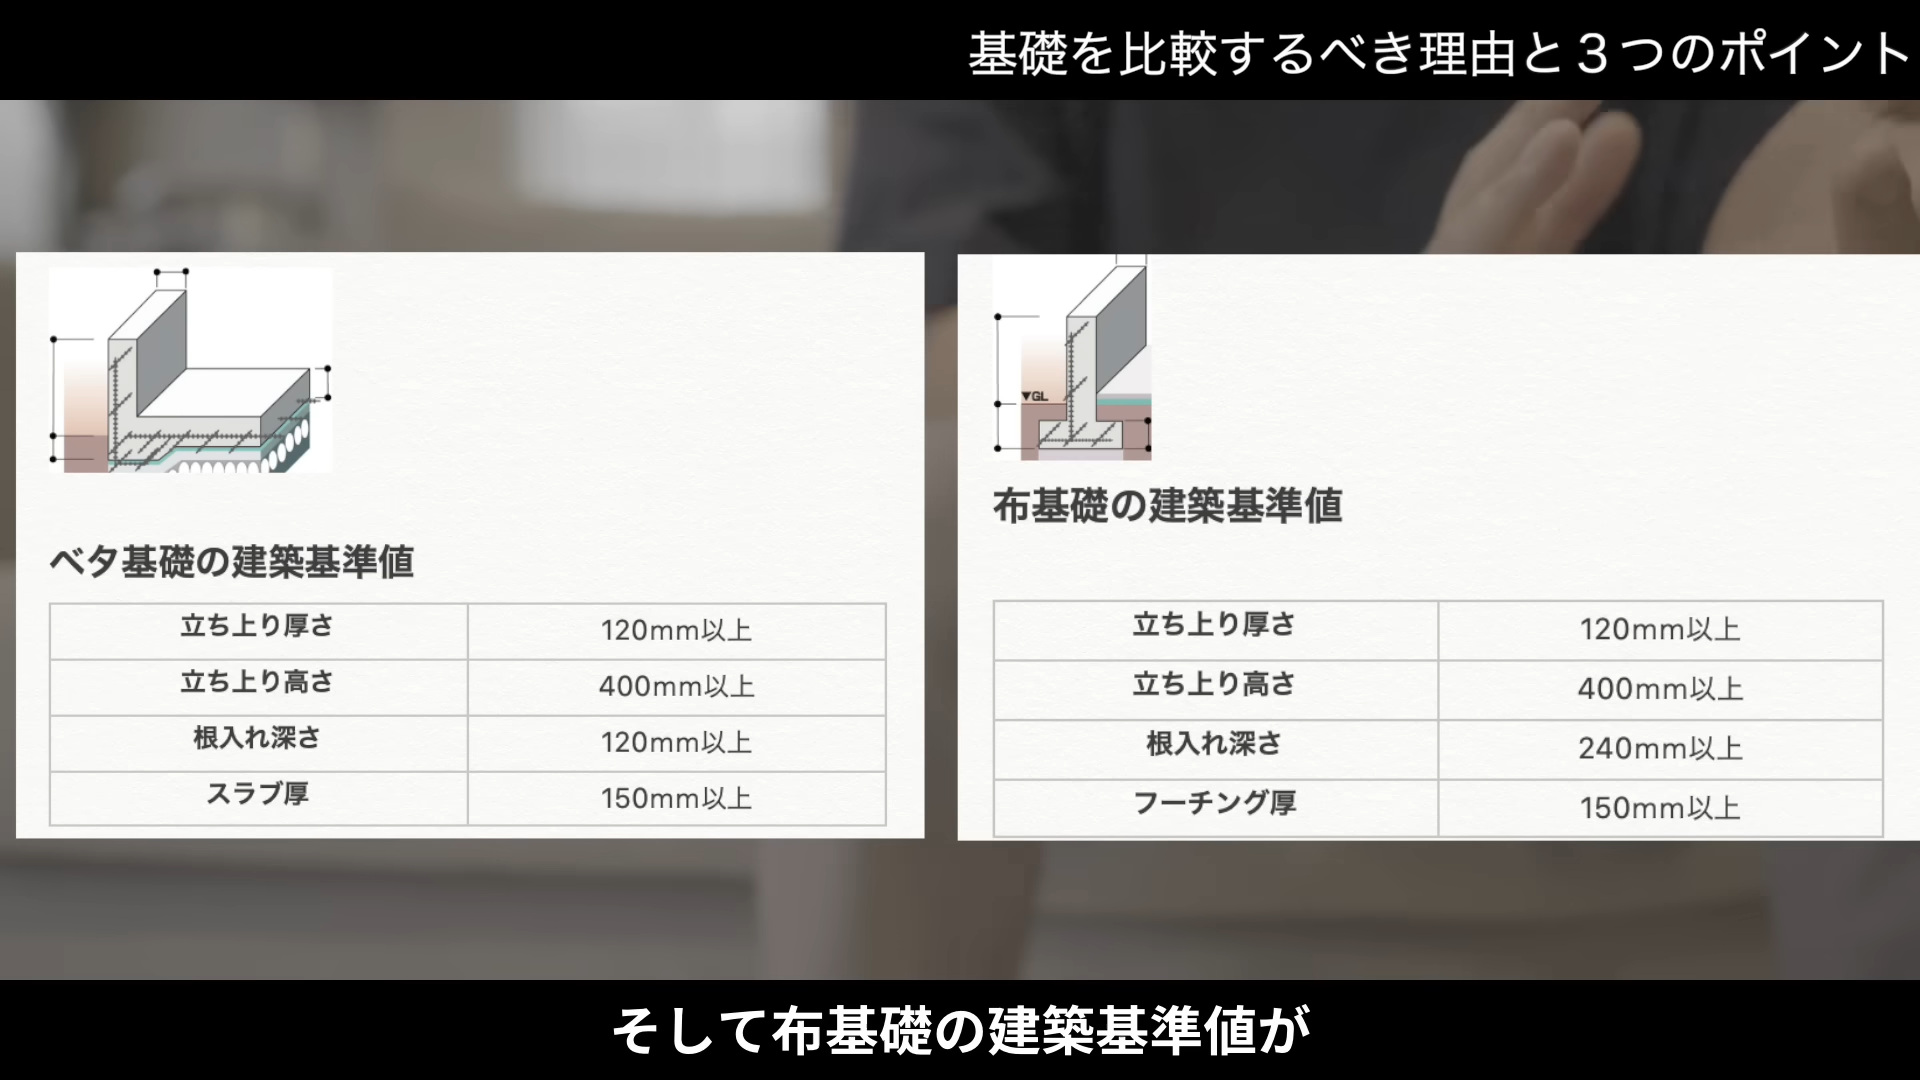 基礎を比較するべき理由と３つのポイント
ベタ基礎の建築基準値
立ち上り厚さ 120mm以上
立ち上り高さ 400mm以上
根入れ深さ 120mm以上
スラブ厚 150mm以上
▼GL
布基礎の建築基準値
立ち上り厚さ 120mm以上
立ち上り高さ 400mm以上
根入れ深さ 240mm以上
フーチング厚 150mm以上
そして布基礎の建築基準値が